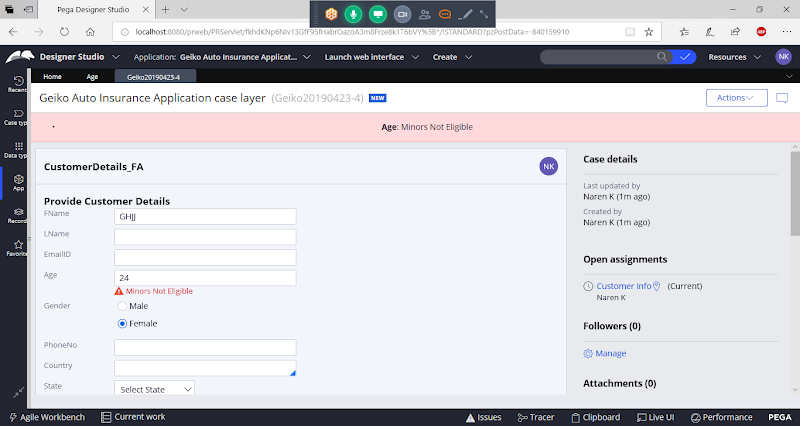 Pega Designer Studio
localhost:8080/prweb/PRServlet/fkhdKNp6NIv13GfF95fHabrOazoA3m8Frze8k1T6bVY%5B*/!STANDARD?pzPostData=-840159910
Designer Studio
Application: Geiko Auto Insurance Applicat...
Launch web interface
Create
Resources
NK
Home
Age
Geiko20190423-4
Recent
Geiko Auto Insurance Application case layer (Geiko20190423-4) NEW
Actions
Age: Minors Not Eligible
Case typ
Data typ
App
Record
Favorite
CustomerDetails_FA
NK
Provide Customer Details
FName
GHJJ
LName
EmailID
Age
24
Minors Not Eligible
Gender
Male
Female
PhoneNo
Country
State
Select State
Case details
Last updated by
Naren K (1m ago)
Created by
Naren K (1m ago)
Open assignments
Customer Info (Current)
Naren K
Followers (0)
Manage
Attachments (0)
Agile Workbench
Current work
Issues
Tracer
Clipboard
Live UI
Performance
PEGA